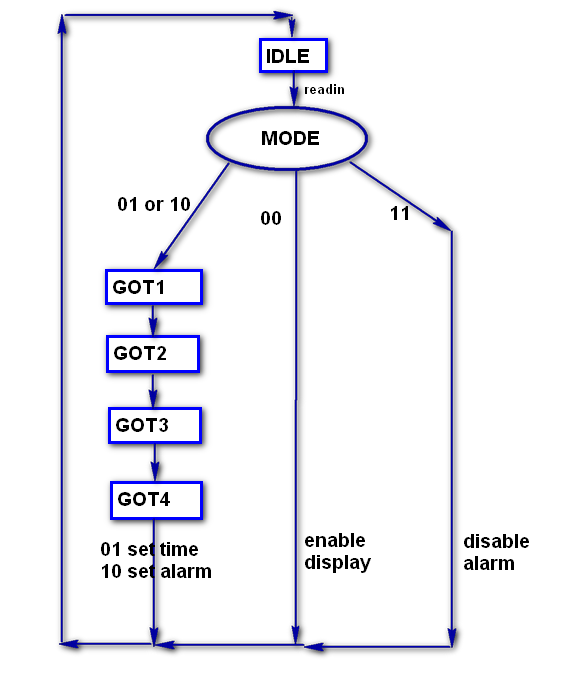 IDLE
readin
MODE
01 or 10
00
11
GOT1
GOT2
GOT3
GOT4
01 set time
10 set alarm
enable
display
disable
alarm